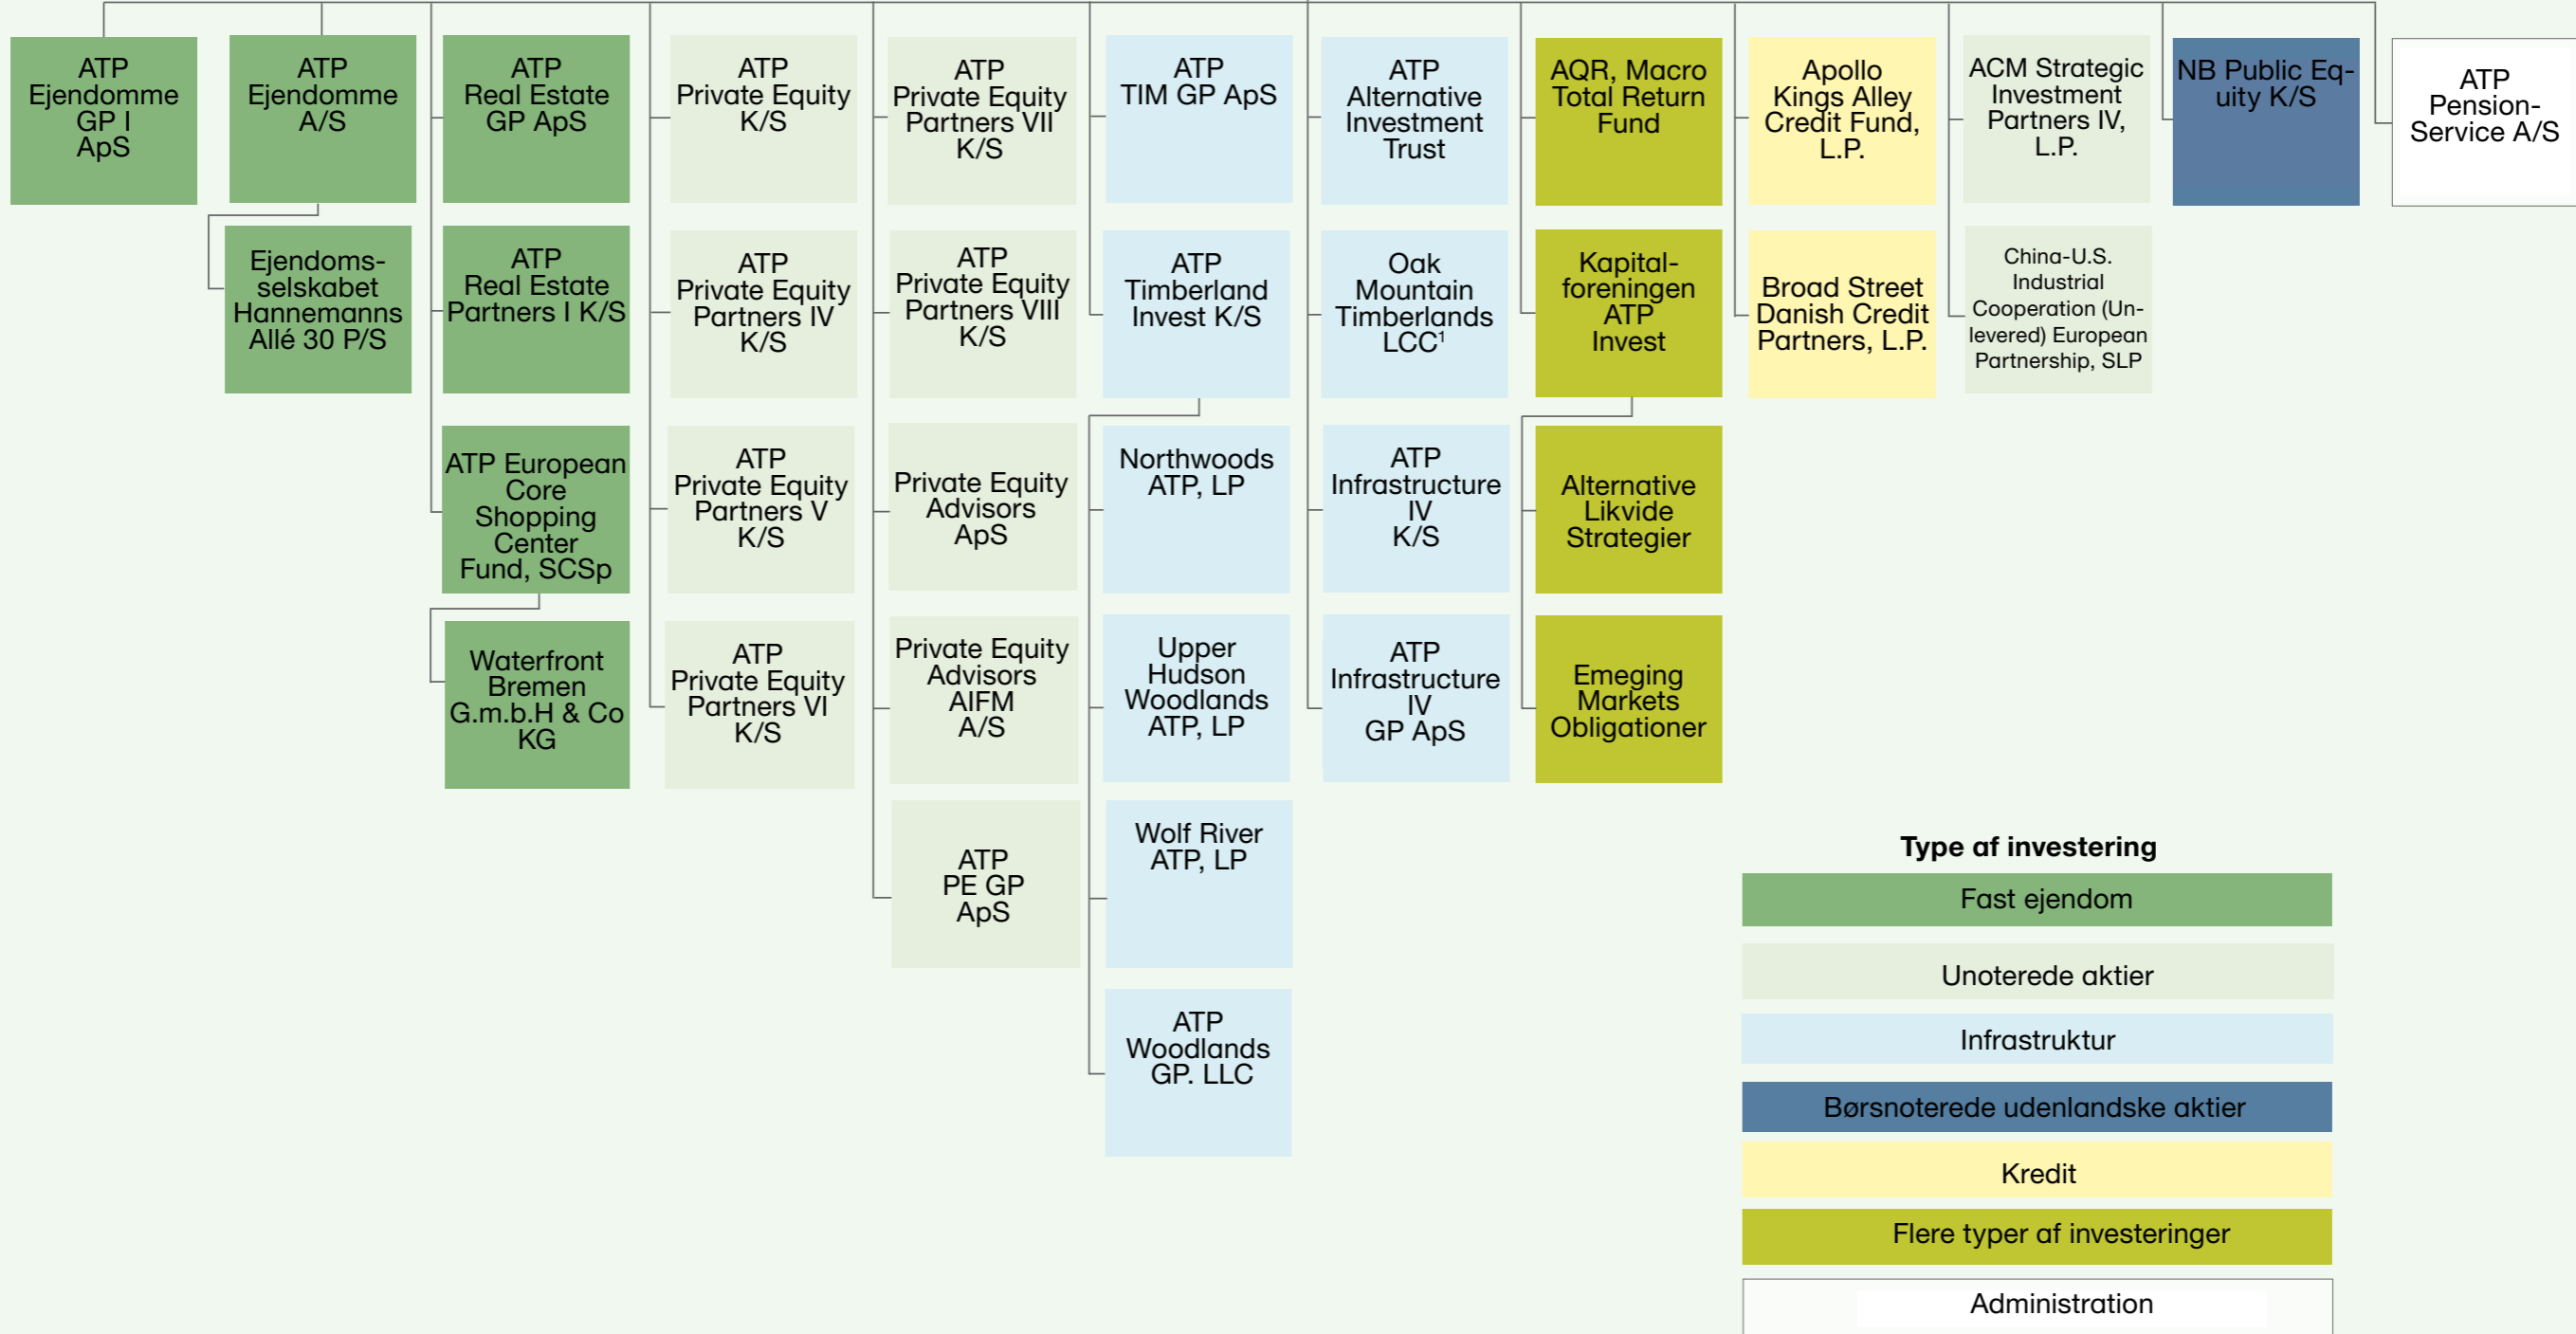 ATP
Ejendomme
GP I
ApS
ATP
Ejendomme
A/S
ATP
Real Estate
GP ApS
ATP
Private Equity
K/S
ATP
Private Equity
Partners VII
K/S
ATP
TIM GP ApS
ATP
Alternative
Investment
Trust
AQR, Macro
Total Return
Fund
Apollo
Kings Alley
Credit Fund,
L.P.
ACM Strategic
Investment
Partners IV,
L.P.
NB Public Eq-
uity K/S
ATP
Pension-
Service A/S
Ejendoms-
selskabet
Hannemanns
Allé 30 P/S
ATP
Real Estate
Partners I K/S
ATP
Private Equity
Partners IV
K/S
ATP
Private Equity
Partners VIII
K/S
ATP
Timberland
Invest K/S
Oak
Mountain
Timberlands
LCC¹
Kapital-
foreningen
ATP
Invest
Broad Street
Danish Credit
Partners, L.P.
China-U.S.
Industrial
Cooperation (Un-
levered) European
Partnership, SLP
ATP European
Core
Shopping
Center
Fund, SCSp
ATP
Private Equity
Partners V
K/S
Private Equity
Advisors
ApS
Northwoods
ATP, LP
ATP
Infrastructure
IV
K/S
Alternative
Likvide
Strategier
Waterfront
Bremen
G.m.b.H & Co
KG
ATP
Private Equity
Partners VI
K/S
Private Equity
Advisors
AIFM
A/S
Upper
Hudson
Woodlands
ATP, LP
ATP
Infrastructure
IV
GP ApS
Emeging
Markets
Obligationer
ATP
PE GP
ApS
Wolf River
ATP, LP
ATP
Woodlands
GP. LLC
Type af investering
Fast ejendom
Unoterede aktier
Infrastruktur
Børsnoterede udenlandske aktier
Kredit
Flere typer af investeringer
Administration